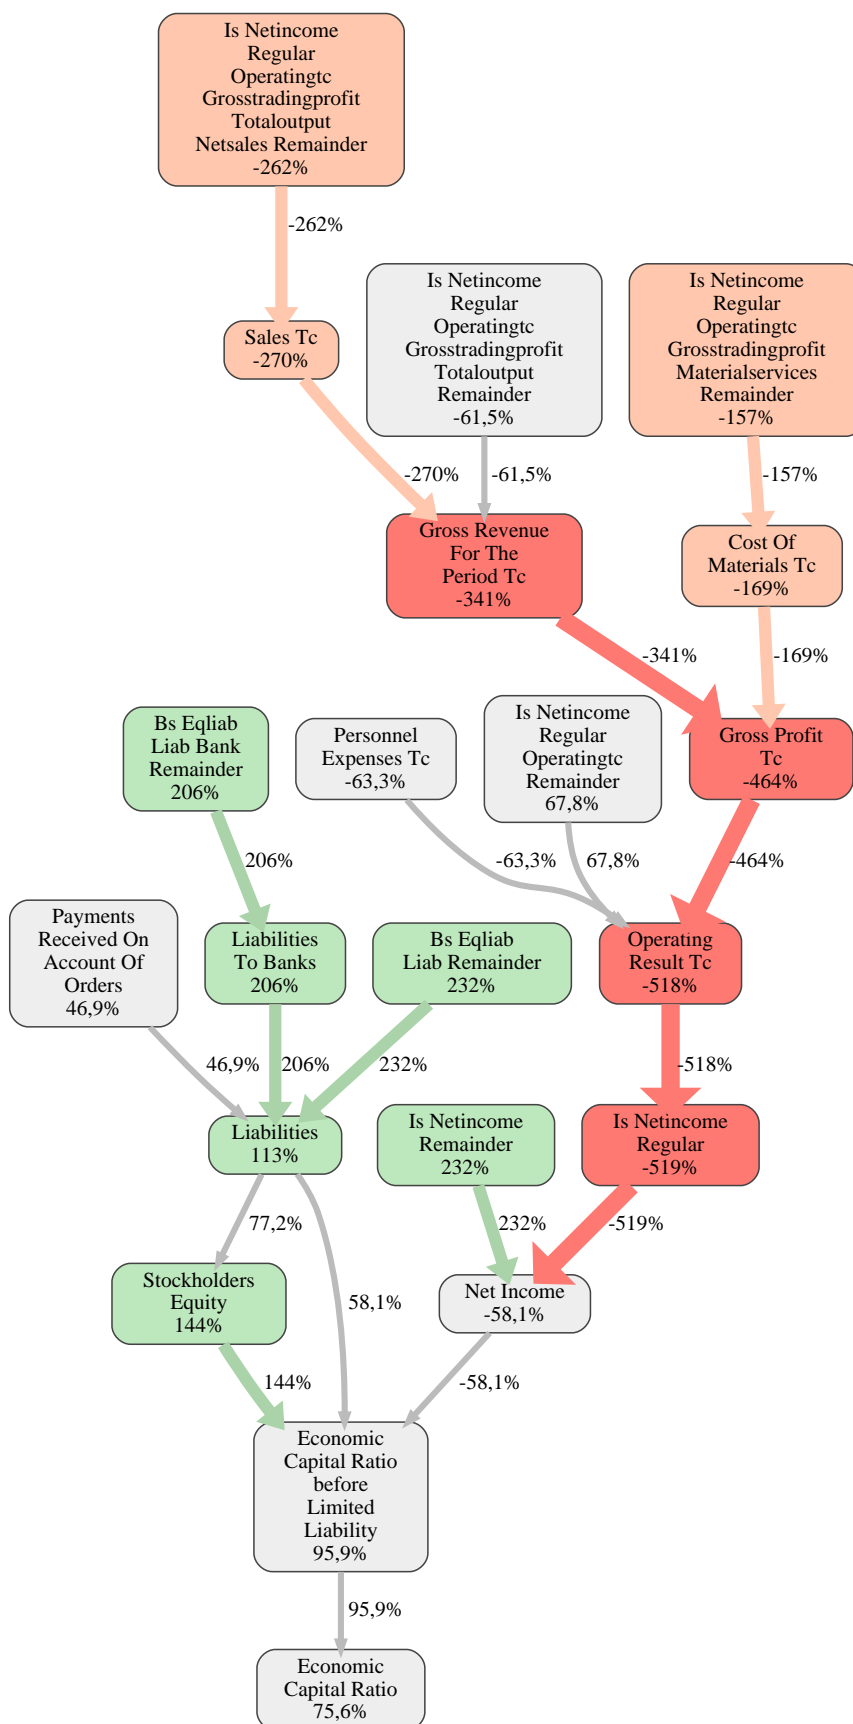 Is Netincome
Regular
Operatingtc
Grosstradingprofit
Totaloutput
Netsales Remainder
-262%
-262%
Sales Tc
-270%
Is Netincome
Regular
Operatingtc
Grosstradingprofit
Totaloutput
Remainder
-61,5%
Is Netincome
Regular
Operatingtc
Grosstradingprofit
Materialservices
Remainder
-157%
-270%
-61,5%
-157%
Gross Revenue
For The
Period Tc
-341%
Cost Of
Materials Tc
-169%
-341%
-169%
Bs Eqliab
Liab Bank
Remainder
206%
Personnel
Expenses Tc
-63,3%
Is Netincome
Regular
Operatingtc
Remainder
67,8%
Gross Profit
Tc
-464%
206%
-63,3%
67,8%
-464%
Payments
Received On
Account Of
Orders
46,9%
Liabilities
To Banks
206%
Bs Eqliab
Liab Remainder
232%
Operating
Result Tc
-518%
46,9%
206%
232%
-518%
Liabilities
113%
Is Netincome
Remainder
232%
Is Netincome
Regular
-519%
77,2%
232%
-519%
Stockholders
Equity
144%
58,1%
Net Income
-58,1%
144%
-58,1%
Economic
Capital Ratio
before
Limited
Liability
95,9%
95,9%
Economic
Capital Ratio
75,6%